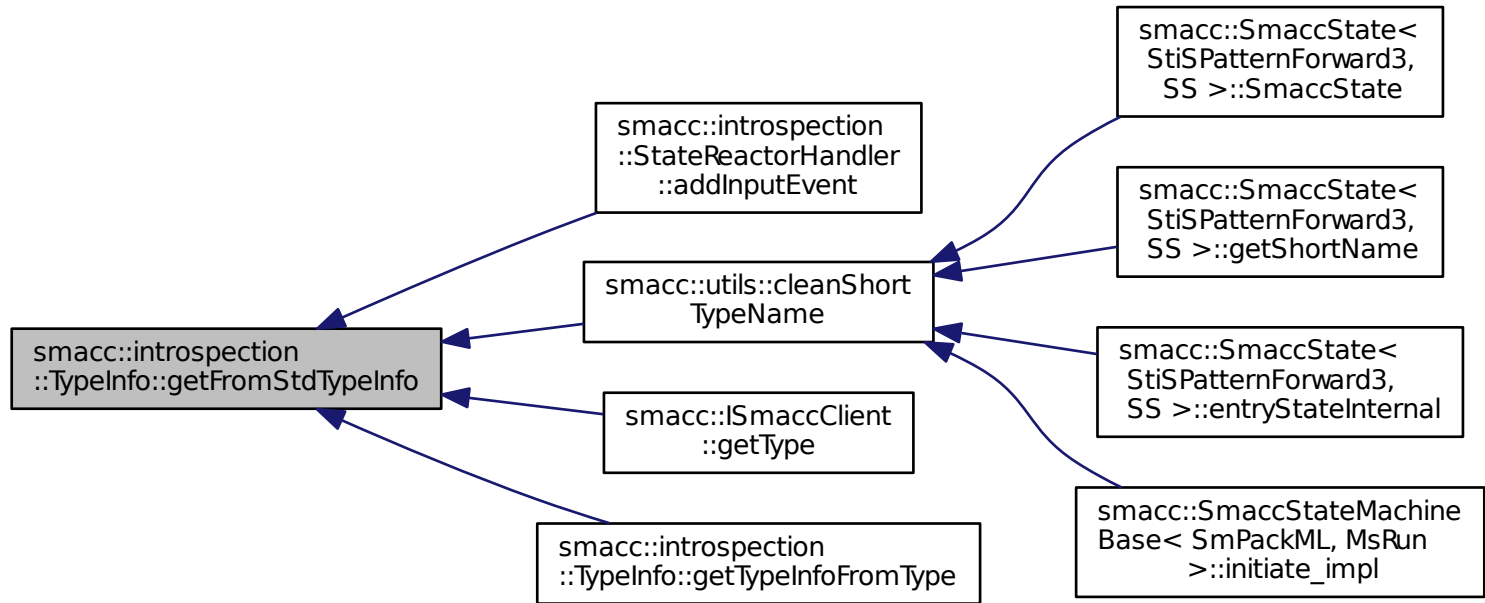 smacc::introspection
::TypeInfo::getFromStdTypeInfo
smacc::introspection
::StateReactorHandler
::addInputEvent
smacc::utils::cleanShort
TypeName
smacc::ISmaccClient
::getType
smacc::introspection
::TypeInfo::getTypeInfoFromType
smacc::SmaccState<
StiSPatternForward3,
SS >::SmaccState
smacc::SmaccState<
StiSPatternForward3,
SS >::getShortName
smacc::SmaccState<
StiSPatternForward3,
SS >::entryStateInternal
smacc::SmaccStateMachine
Base< SmPackML, MsRun
>::initiate_impl